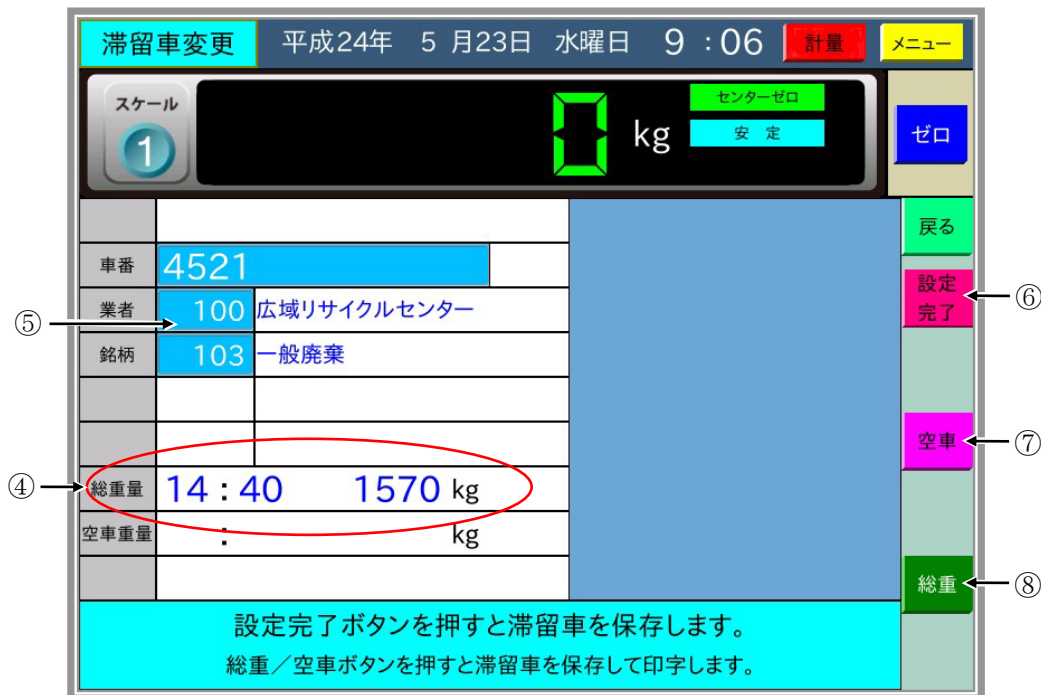 滞留車変更 平成24年 5月23日 水曜日 9:06 計量 メニュー
スケール 1 0 kg センターゼロ 安定 ゼロ
戻る
車番 4521
業者 100 広域リサイクルセンター 設定完了 ⑥
⑤
銘柄 103 一般廃棄
空車 ⑦
④ 総重量 14:40 1570 kg
空車重量 : kg
総重 ⑧
設定完了ボタンを押すと滞留車を保存します。
総重/空車ボタンを押すと滞留車を保存して印字します。